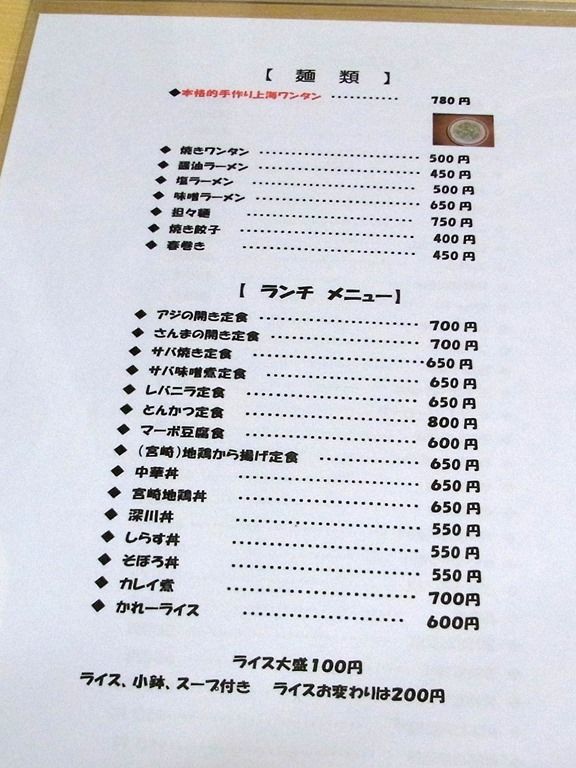 【 麺 類 】
◆本格的手作り上海ワンタン ・・・・・・・・・・・ 780円
◆ 焼きワンタン ・・・・・・・・・・・・・・・・・・・・・・・・ 500円
◆ 醤油ラーメン ・・・・・・・・・・・・・・・・・・・・・・・・ 450円
◆ 塩ラーメン ・・・・・・・・・・・・・・・・・・・・・・・・ 500円
◆ 味噌ラーメン ・・・・・・・・・・・・・・・・・・・・・・・・ 650円
◆ 担々麺 ・・・・・・・・・・・・・・・・・・・・・・・・ 750円
◆ 焼き餃子 ・・・・・・・・・・・・・・・・・・・・・・・・ 400円
◆ 春巻き ・・・・・・・・・・・・・・・・・・・・・・・・ 450円
【 ランチ メニュー】
◆ アジの開き定食 ・・・・・・・・・・・・・・・・・・・・・・・・ 700円
◆ さんまの開き定食 ・・・・・・・・・・・・・・・・・・・・・・・・ 700円
◆ サバ焼き定食 ・・・・・・・・・・・・・・・・・・・・・・・・ 650円
◆ サバ味噌煮定食 ・・・・・・・・・・・・・・・・・・・・・・・・ 650円
◆ レバニラ定食 ・・・・・・・・・・・・・・・・・・・・・・・・ 650円
◆ とんかつ定食 ・・・・・・・・・・・・・・・・・・・・・・・・ 800円
◆ マーボ豆腐食 ・・・・・・・・・・・・・・・・・・・・・・・・ 600円
◆ (宮崎)地鶏から揚げ定食 ・・・・・・・・・・・・・・ 650円
◆ 中華丼 ・・・・・・・・・・・・・・・・・・・・・・・・ 650円
◆ 宮崎地鶏丼 ・・・・・・・・・・・・・・・・・・・・・・・・ 650円
◆ 深川丼 ・・・・・・・・・・・・・・・・・・・・・・・・ 550円
◆ しらす丼 ・・・・・・・・・・・・・・・・・・・・・・・・ 550円
◆ そぼろ丼 ・・・・・・・・・・・・・・・・・・・・・・・・ 550円
◆ カレイ煮 ・・・・・・・・・・・・・・・・・・・・・・・・ 700円
◆ かれーライス ・・・・・・・・・・・・・・・・・・・・ 600円
ライス大盛100円
ライス、小鉢、スープ付き ライスお変わりは200円